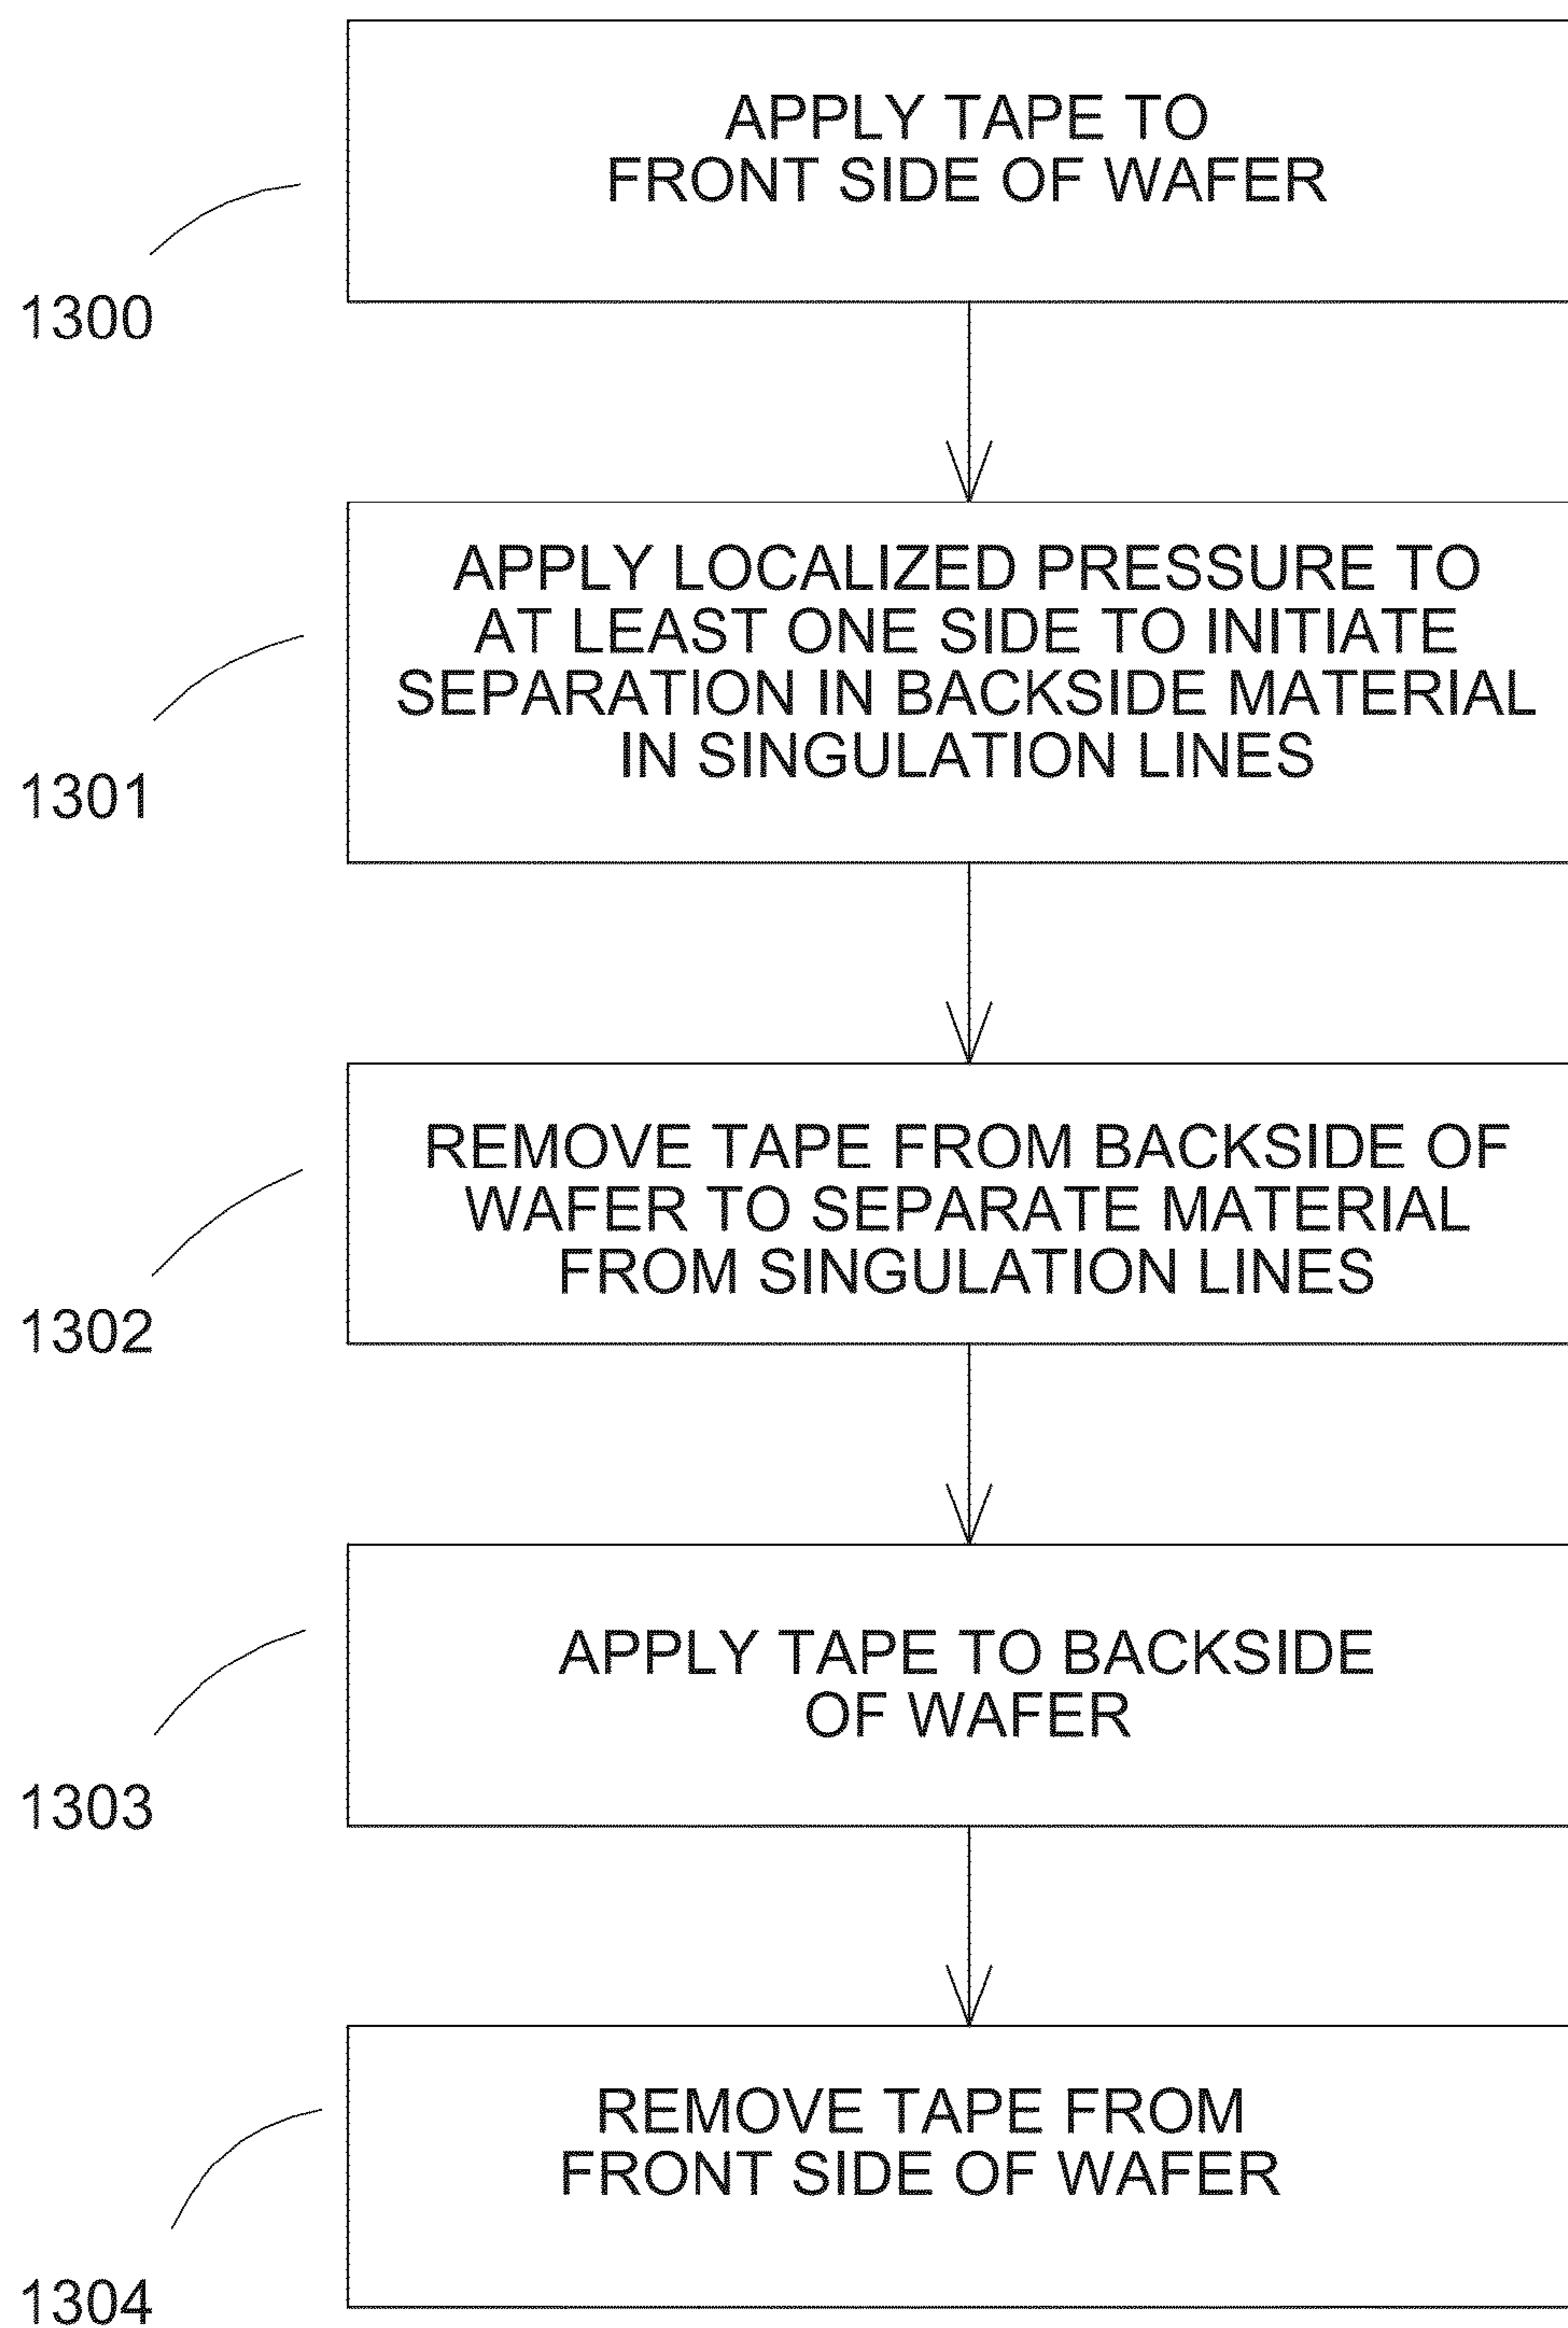 APPLY TAPE TO
FRONT SIDE OF WAFER
1300
APPLY LOCALIZED PRESSURE TO
AT LEAST ONE SIDE TO INITIATE
SEPARATION IN BACKSIDE MATERIAL
IN SINGULATION LINES
1301
REMOVE TAPE FROM BACKSIDE OF
WAFER TO SEPARATE MATERIAL
FROM SINGULATION LINES
1302
APPLY TAPE TO BACKSIDE
OF WAFER
1303
REMOVE TAPE FROM
FRONT SIDE OF WAFER
1304